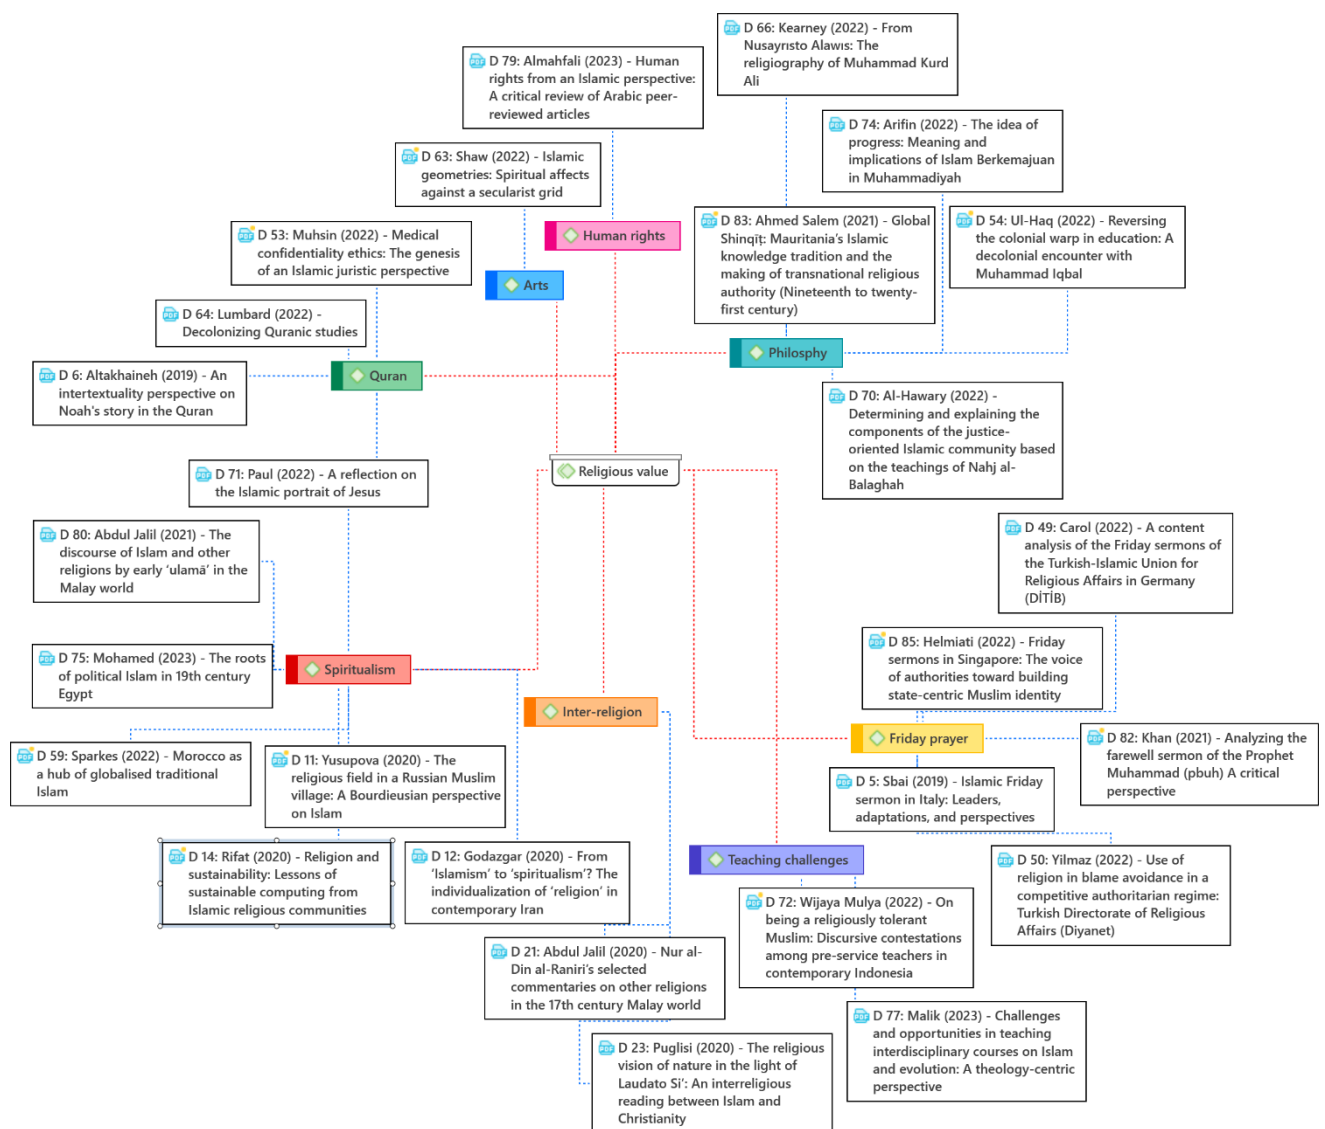 D 66: Kearney (2022) - From
Nusayrısto Alawıs: The
religiography of Muhammad Kurd
Ali
D 79: Almahfali (2023) - Human
rights from an Islamic perspective:
A critical review of Arabic peer-
reviewed articles
D 74: Arifin (2022) - The idea of
progress: Meaning and
implications of Islam Berkemajuan
in Muhammadiyah
D 63: Shaw (2022) - Islamic
geometries: Spiritual affects
against a secularist grid
D 83: Ahmed Salem (2021) - Global
Shinqīṭ: Mauritania's Islamic
knowledge tradition and the
making of transnational religious
authority (Nineteenth to twenty-
first century)
D 54: Ul-Haq (2022) - Reversing
the colonial warp in education: A
decolonial encounter with
Muhammad Iqbal
Human rights
D 53: Muhsin (2022) - Medical
confidentiality ethics: The genesis
of an Islamic juristic perspective
Arts
D 64: Lumbard (2022) -
Decolonizing Quranic studies
Philosphy
D 6: Altakhaineh (2019) - An
intertextuality perspective on
Noah's story in the Quran
Quran
D 70: Al-Hawary (2022) -
Determining and explaining the
components of the justice-
oriented Islamic community based
on the teachings of Nahj al-
Balaghah
D 71: Paul (2022) - A reflection on
the Islamic portrait of Jesus
Religious value
D 80: Abdul Jalil (2021) - The
discourse of Islam and other
religions by early ‘ulamā’ in the
Malay world
D 49: Carol (2022) - A content
analysis of the Friday sermons of
the Turkish-Islamic Union for
Religious Affairs in Germany
(DİTİB)
D 75: Mohamed (2023) - The roots
of political Islam in 19th century
Egypt
Spiritualism
D 85: Helmiati (2022) - Friday
sermons in Singapore: The voice
of authorities toward building
state-centric Muslim identity
Inter-religion
Friday prayer
D 59: Sparkes (2022) - Morocco as
a hub of globalised traditional
Islam
D 11: Yusupova (2020) - The
religious field in a Russian Muslim
village: A Bourdieusian perspective
on Islam
D 82: Khan (2021) - Analyzing the
farewell sermon of the Prophet
Muhammad (pbuh) A critical
perspective
D 5: Sbai (2019) - Islamic Friday
sermon in Italy: Leaders,
adaptations, and perspectives
D 14: Rifat (2020) - Religion and
sustainability: Lessons of
sustainable computing from
Islamic religious communities
D 12: Godazgar (2020) - From
‘Islamism’ to ‘spiritualism’? The
individualization of ‘religion’ in
contemporary Iran
Teaching challenges
D 50: Yilmaz (2022) - Use of
religion in blame avoidance in a
competitive authoritarian regime:
Turkish Directorate of Religious
Affairs (Diyanet)
D 72: Wijaya Mulya (2022) - On
being a religiously tolerant
Muslim: Discursive contestations
among pre-service teachers in
contemporary Indonesia
D 21: Abdul Jalil (2020) - Nur al-
Din al-Raniri's selected
commentaries on other religions
in the 17th century Malay world
D 77: Malik (2023) - Challenges
and opportunities in teaching
interdisciplinary courses on Islam
and evolution: A theology-centric
perspective
D 23: Puglisi (2020) - The religious
vision of nature in the light of
Laudato Si’: An interreligious
reading between Islam and
Christianity